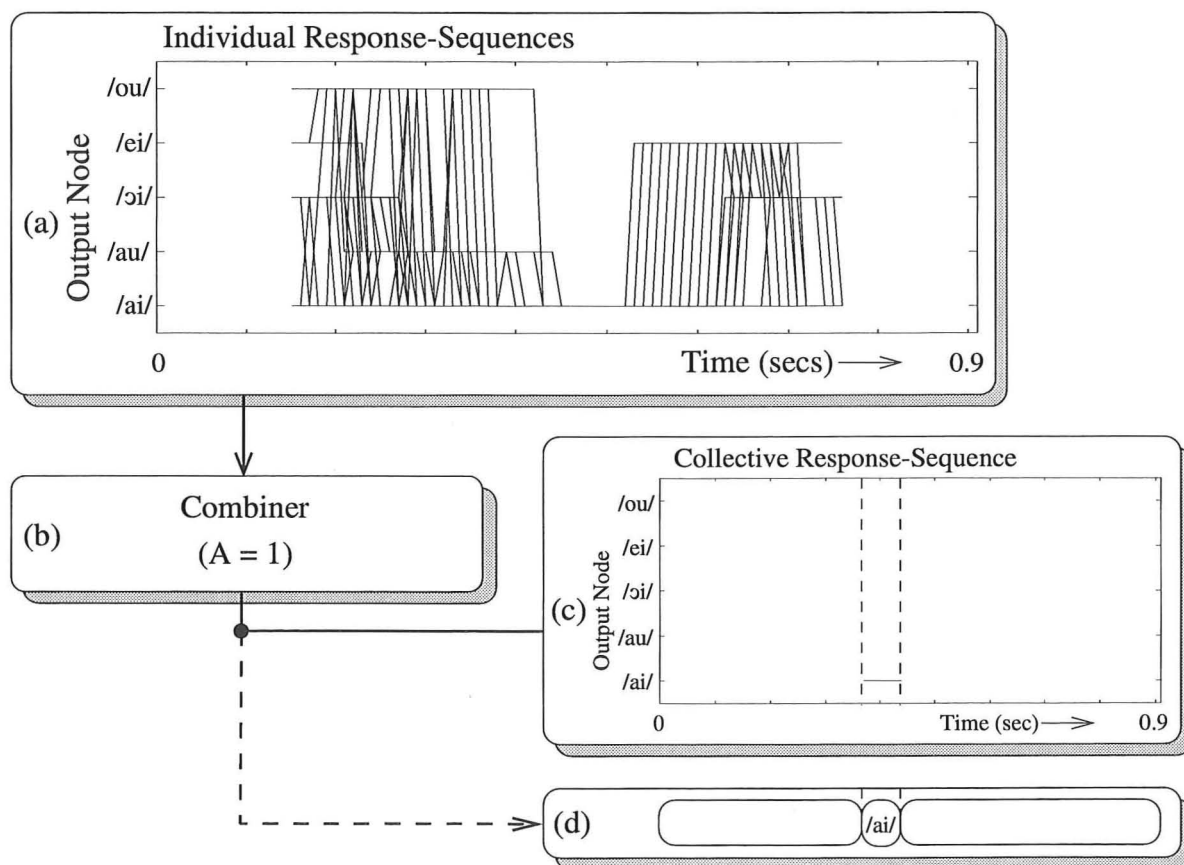 Individual Response-Sequences
/ou/
/ei/
/ɔi/
/au/
/ai/
Output Node
(a)
0
Time (secs)
0.9
(b)
Combiner
(A = 1)
Collective Response-Sequence
/ou/
/ei/
/ɔi/
/au/
/ai/
Output Node
(c)
0
Time (sec)
0.9
(d)
/ai/